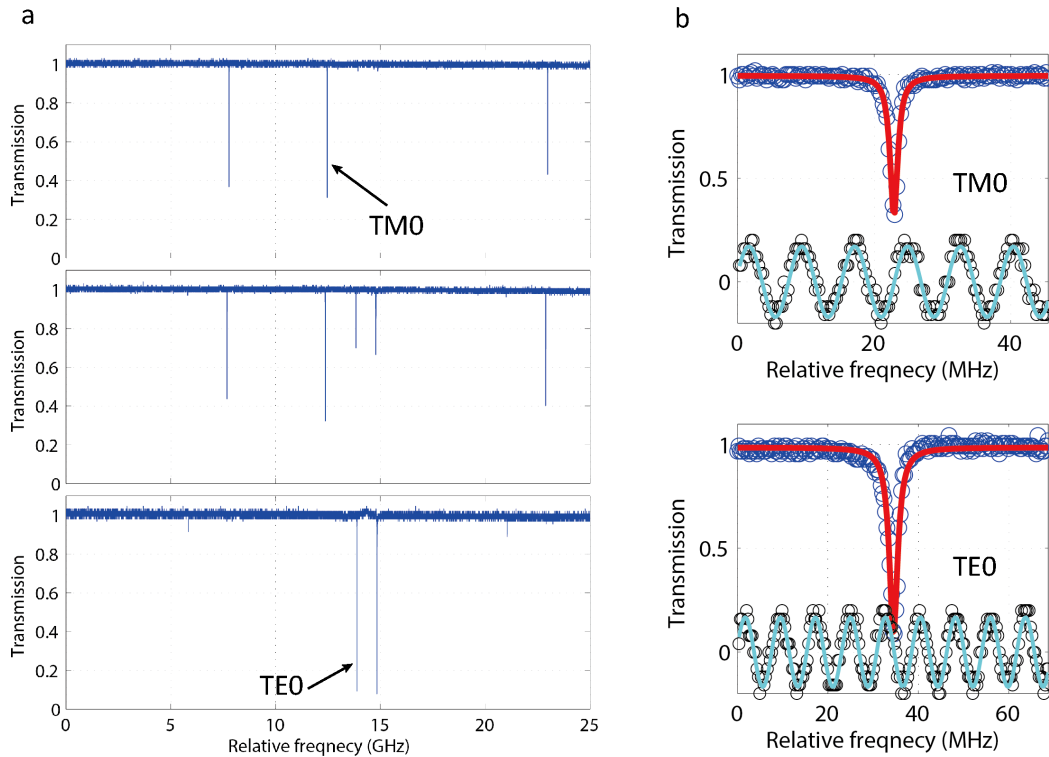 a
Transmission
1
0.8
0.6
0.4
0.2
0
TM0
Transmission
1
0.8
0.6
0.4
0.2
0
Transmission
1
0.8
0.6
0.4
0.2
0
TE0
0 5 10 15 20 25
Relative freqnecy (GHz)
b
Transmission
1
0.5
0
TM0
0 20 40
Relative freqnecy (MHz)
Transmission
1
0.5
0
TE0
0 20 40 60
Relative freqnecy (MHz)